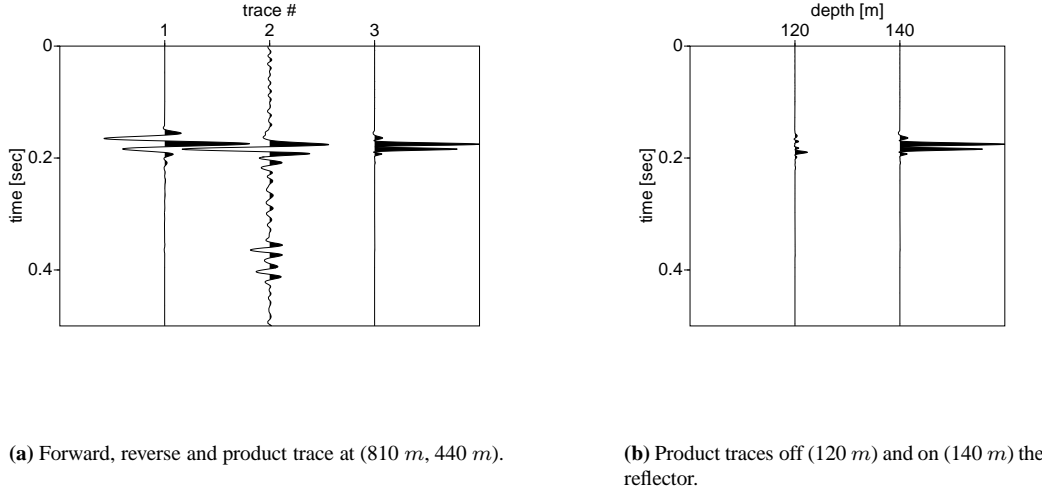 trace #
1 2 3
0
0.2
0.4
time [sec]
depth [m]
120 140
0
0.2
0.4
time [sec]
(a) Forward, reverse and product trace at (810 m, 440 m).
(b) Product traces off (120 m) and on (140 m) the
reflector.